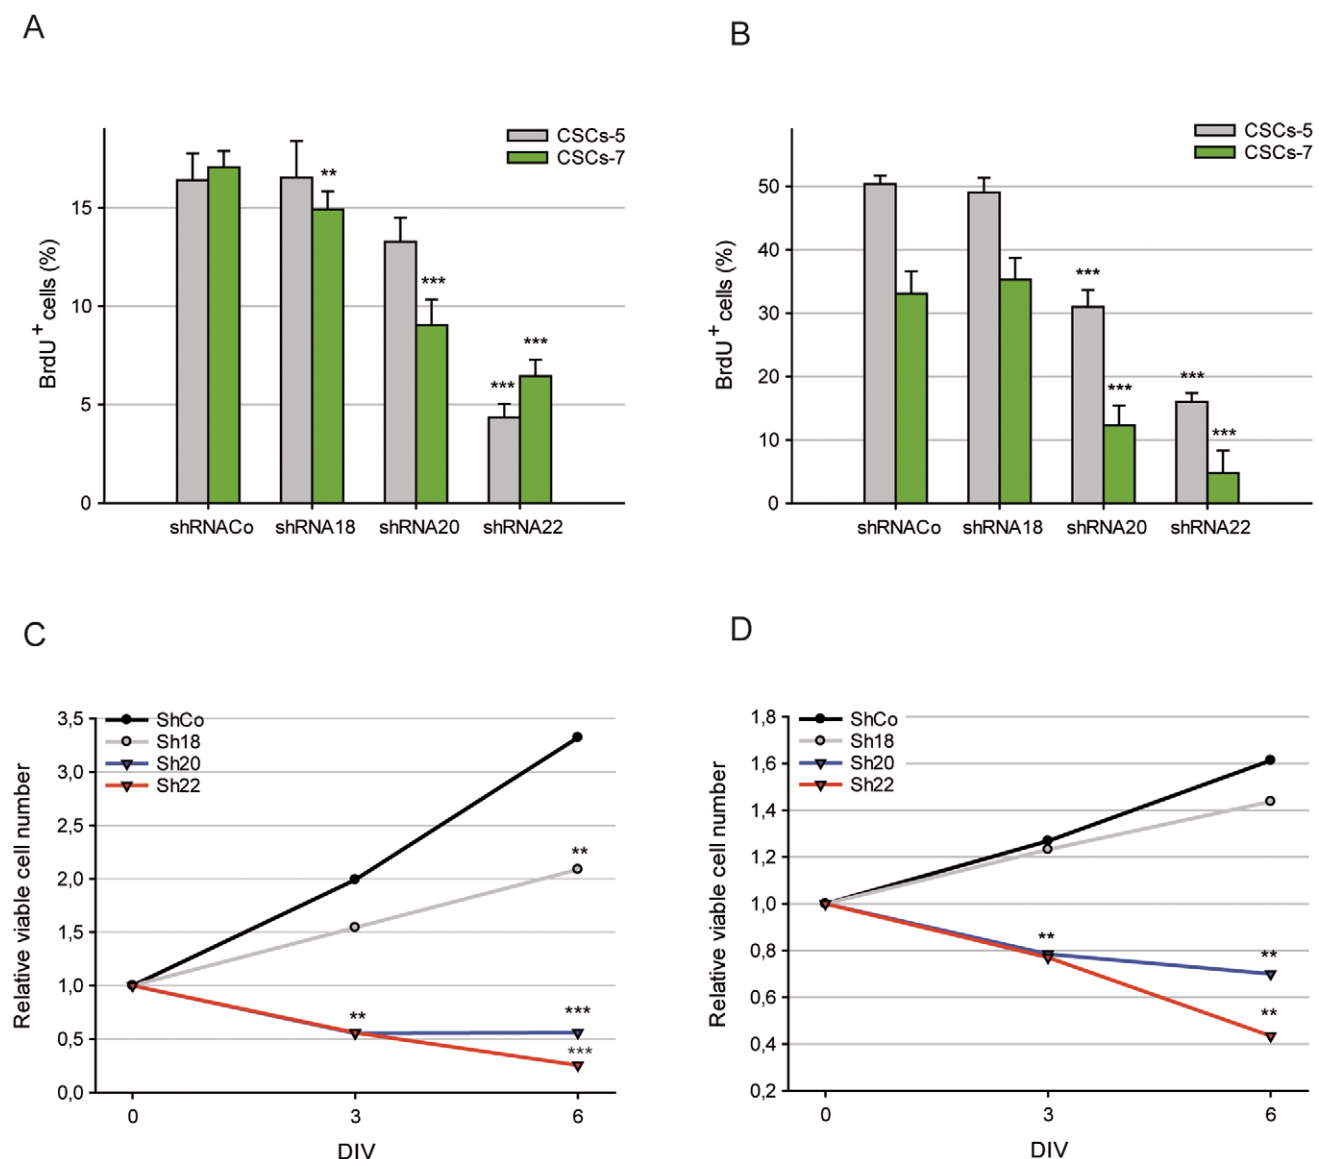 A
CSCs-5
CSCs-7
BrdU + cells (%)
15
10
5
0
**
***
***
***
shRNACo
shRNA18
shRNA20
shRNA22
B
CSCs-5
CSCs-7
BrdU + cells (%)
50
40
30
20
10
0
***
***
***
***
shRNACo
shRNA18
shRNA20
shRNA22
C
ShCo
Sh18
Sh20
Sh22
Relative viable cell number
3,5
3,0
2,5
2,0
1,5
1,0
0,5
0,0
**
**
***
***
0
3
6
DIV
D
ShCo
Sh18
Sh20
Sh22
Relative viable cell number
1,8
1,6
1,4
1,2
1,0
0,8
0,6
0,4
0,2
**
**
**
0
3
6
DIV